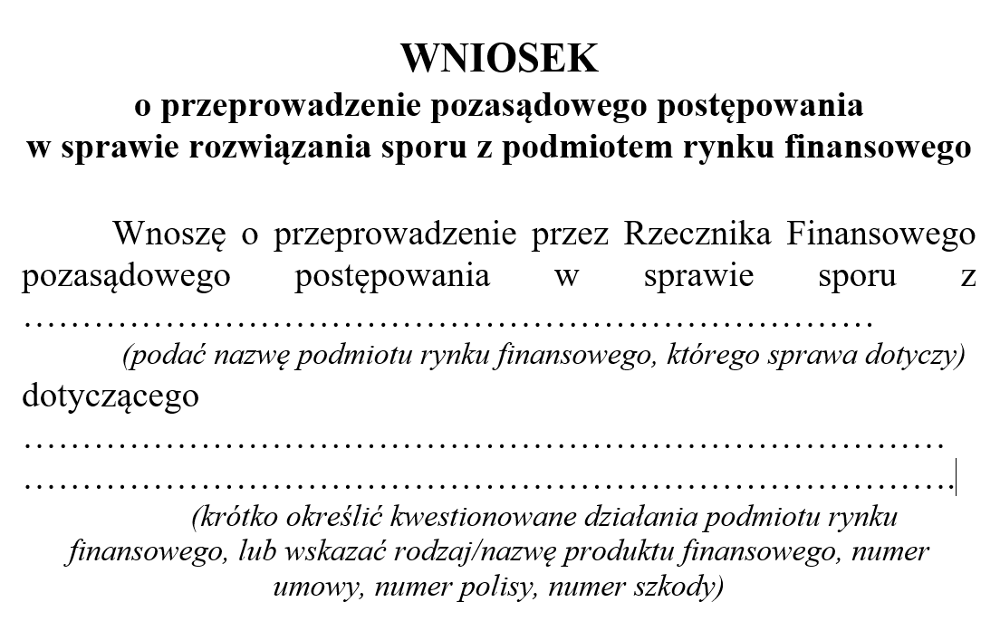 WNIOSEK
o przeprowadzenie pozasądowego postępowania
w sprawie rozwiązania sporu z podmiotem rynku finansowego
Wnoszę o przeprowadzenie przez Rzecznika Finansowego
pozasądowego postępowania w sprawie sporu z
………………………………………………………………
(podać nazwę podmiotu rynku finansowego, którego sprawa dotyczy)
dotyczącego
……………………………………………………………………
…………………………………………………………………….
(krótko określić kwestionowane działania podmiotu rynku
finansowego, lub wskazać rodzaj/nazwę produktu finansowego, numer
umowy, numer polisy, numer szkody)